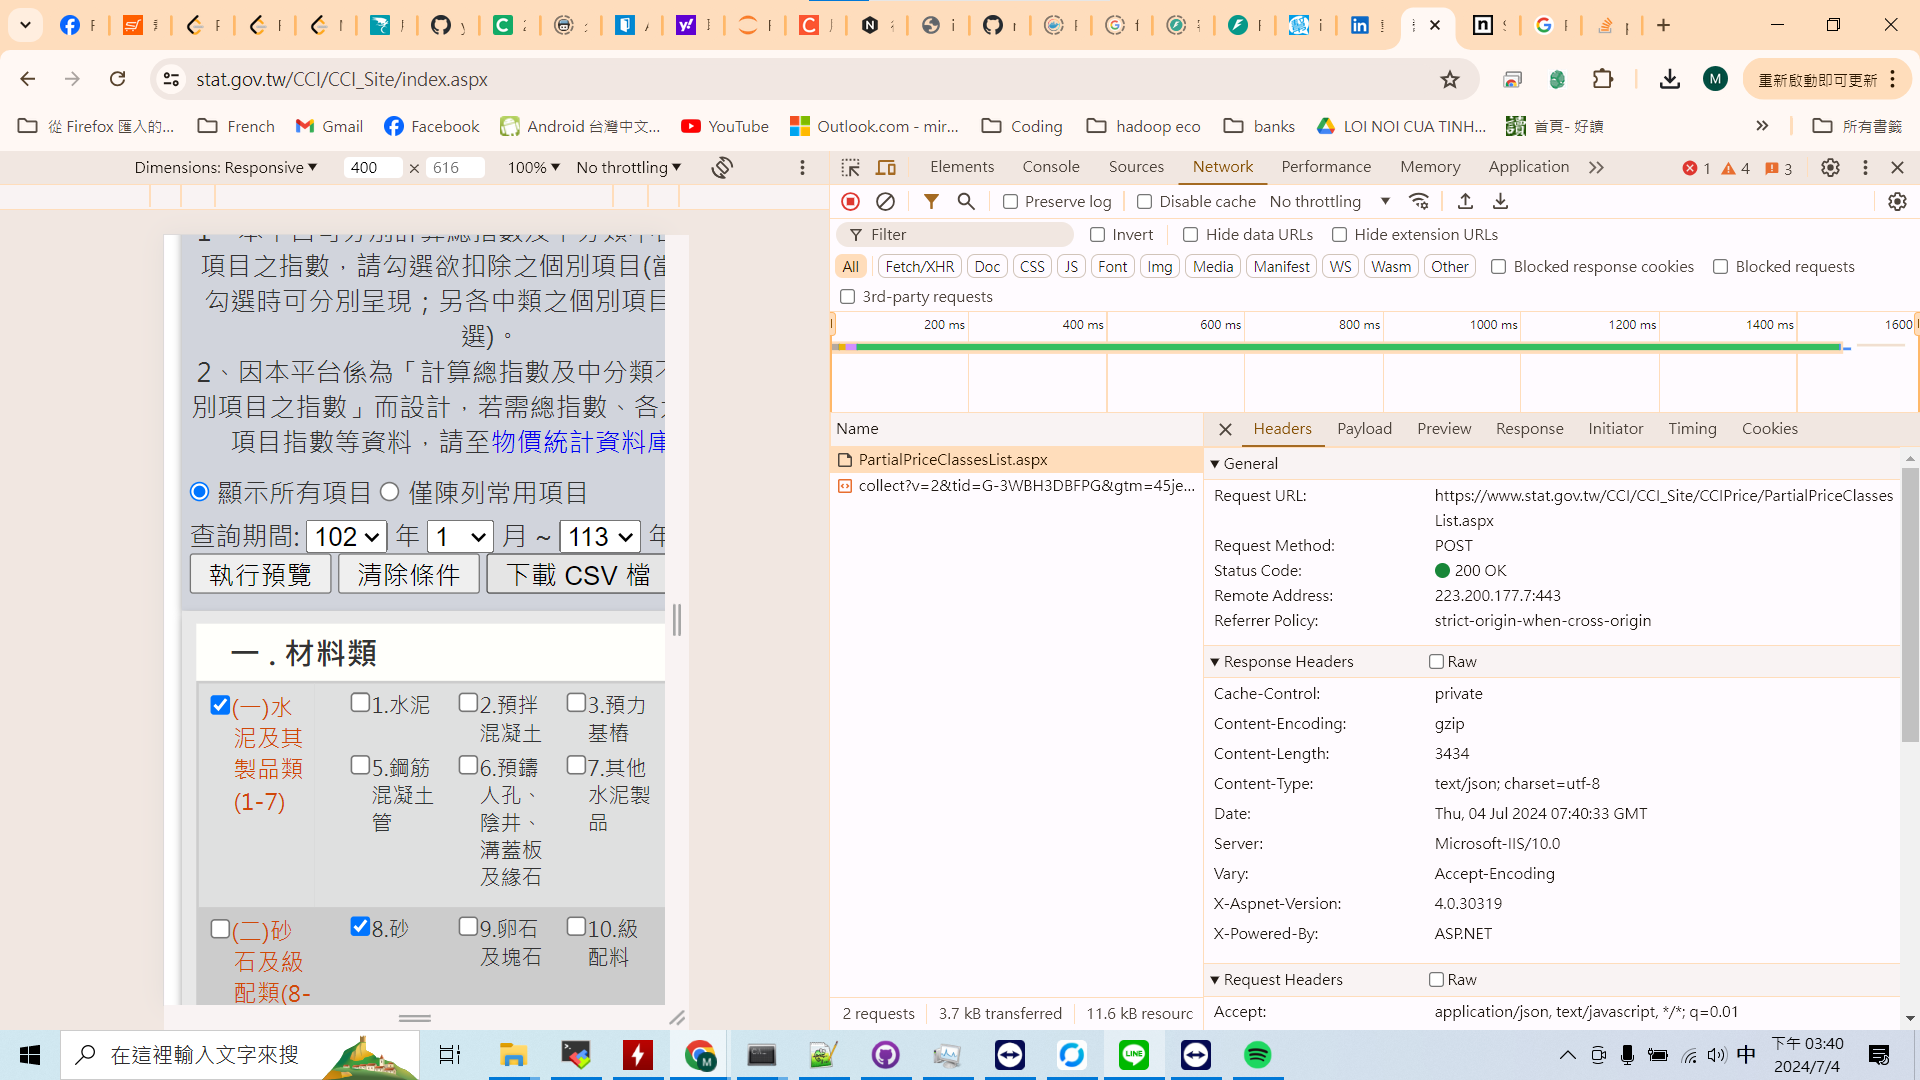 stat.gov.tw/CCI/CCI_Site/index.aspx
M
重新啟動即可更新
從 Firefox 匯入的...
French
Gmail
Facebook
Android 台灣中文...
YouTube
Outlook.com - mir...
Coding
hadoop eco
banks
LOI NOI CUA TINH...
首頁- 好讀
所有書籤
Dimensions: Responsive
400 × 616
100%
No throttling
Elements
Console
Sources
Network
Performance
Memory
Application
1
4
3
Preserve log
Disable cache
No throttling
Filter
Invert
Hide data URLs
Hide extension URLs
All
Fetch/XHR
Doc
CSS
JS
Font
Img
Media
Manifest
WS
Wasm
Other
Blocked response cookies
Blocked requests
3rd-party requests
200 ms
400 ms
600 ms
800 ms
1000 ms
1200 ms
1400 ms
1600
項目之指數，請勾選欲扣除之個別項目(當
勾選時可分別呈現；另各中類之個別項目
選)。
2、因本平台係為「計算總指數及中分類不
別項目之指數」而設計，若需總指數、各
項目指數等資料，請至物價統計資料庫
顯示所有項目 僅陳列常用項目
查詢期間: 102 年 1 月 ~ 113 年
執行預覽 清除條件 下載 CSV 檔
一 . 材料類
(一)水
泥及其
製品類
(1-7)
1.水泥
2.預拌
混凝土
3.預力
基樁
5.鋼筋
混凝土
管
6.預鑄
人孔、
陰井、
溝蓋板
及緣石
7.其他
水泥製
品
(二)砂
石及級
配類(8-
8.砂
9.卵石
及塊石
10.級
配料
Name
PartialPriceClassesList.aspx
collect?v=2&tid=G-3WBH3DBFPG&gtm=45je...
2 requests
3.7 kB transferred
11.6 kB resourc
Headers
Payload
Preview
Response
Initiator
Timing
Cookies
General
Request URL: https://www.stat.gov.tw/CCI/CCI_Site/CCIPrice/PartialPriceClasses
List.aspx
Request Method: POST
Status Code: 200 OK
Remote Address: 223.200.177.7:443
Referrer Policy: strict-origin-when-cross-origin
Response Headers
Raw
Cache-Control: private
Content-Encoding: gzip
Content-Length: 3434
Content-Type: text/json; charset=utf-8
Date: Thu, 04 Jul 2024 07:40:33 GMT
Server: Microsoft-IIS/10.0
Vary: Accept-Encoding
X-Aspnet-Version: 4.0.30319
X-Powered-By: ASP.NET
Request Headers
Raw
Accept: application/json, text/javascript, */*; q=0.01
在這裡輸入文字來搜
LINE
中
下午 03:40
2024/7/4